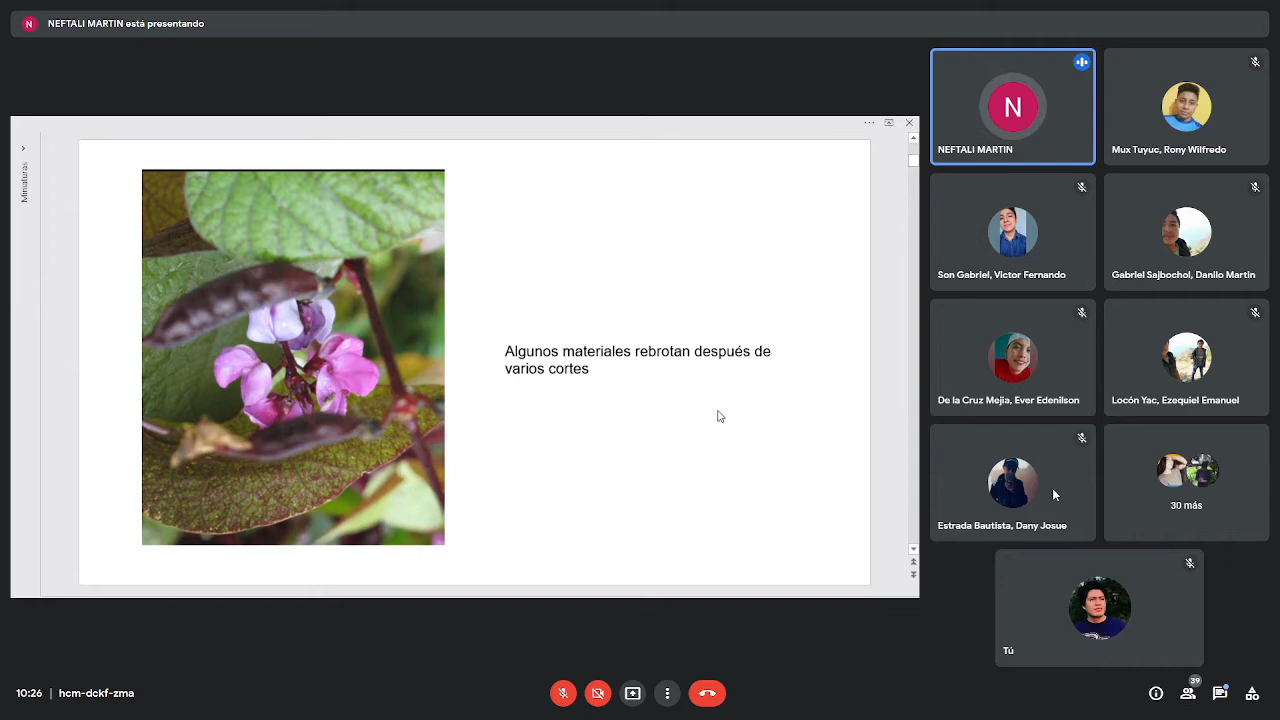 N
NEFTALI MARTIN está presentando
Miniaturas
Algunos materiales rebrotan después de
varios cortes
N
NEFTALI MARTIN
Mux Tuyuc, Rony Wilfredo
Son Gabriel, Victor Fernando
Gabriel Sajbochol, Danilo Martin
De la Cruz Mejia, Ever Edenilson
Locón Yac, Ezequiel Emanuel
Estrada Bautista, Dany Josue
30 más
Tú
10:26 | hcm-dckf-zma
39